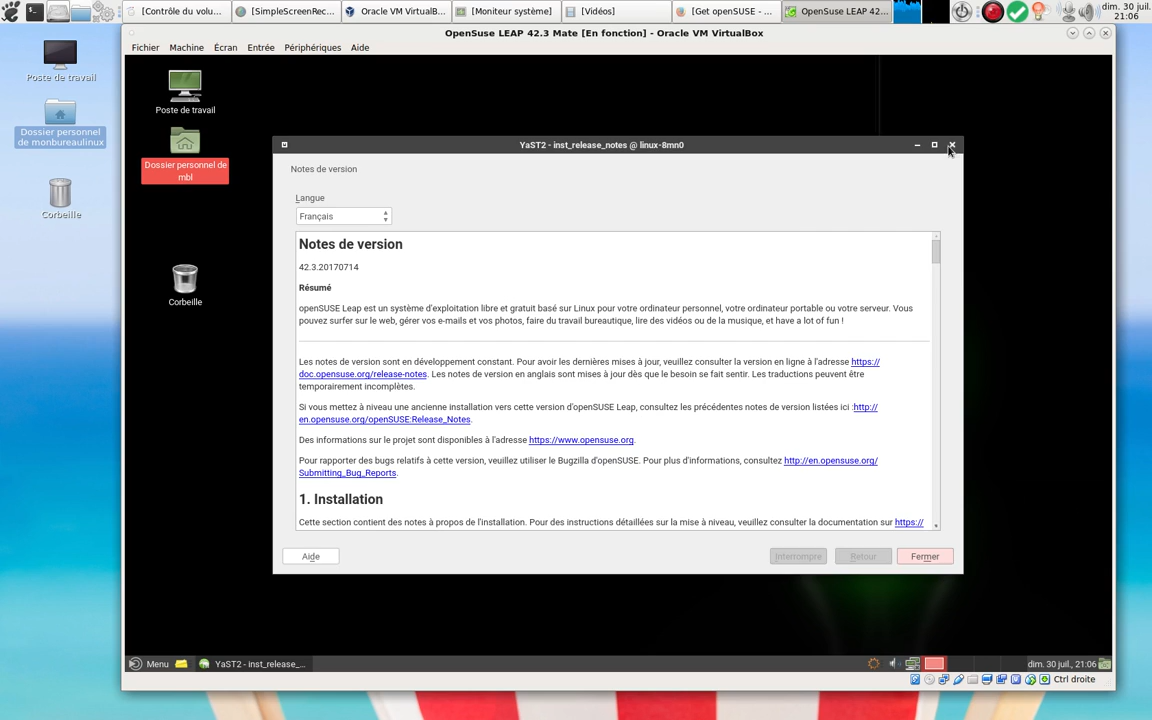 [Contrôle du volu...
[SimpleScreenRec...
Oracle VM VirtualB...
[Moniteur système]
[Vidéos]
[Get openSUSE - ...
OpenSuse LEAP 42...
dim. 30 juil.
21:06
OpenSuse LEAP 42.3 Mate [En fonction] - Oracle VM VirtualBox
Fichier Machine Écran Entrée Périphériques Aide
Poste de travail
Dossier personnel
de monbureaulinux
Corbeille
Poste de travail
Dossier personnel de
mbl
Corbeille
YaST2 - inst_release_notes @ linux-8mn0
Notes de version
Langue
Français
Notes de version
42.3.20170714
Résumé
openSUSE Leap est un système d'exploitation libre et gratuit basé sur Linux pour votre ordinateur personnel, votre ordinateur portable ou votre serveur. Vous
pouvez surfer sur le web, gérer vos e-mails et vos photos, faire du travail bureautique, lire des vidéos ou de la musique, et have a lot of fun !
Les notes de version sont en développement constant. Pour avoir les dernières mises à jour, veuillez consulter la version en ligne à l'adresse https://
doc.opensuse.org/release-notes. Les notes de version en anglais sont mises à jour dès que le besoin se fait sentir. Les traductions peuvent être
temporairement incomplètes.
Si vous mettez à niveau une ancienne installation vers cette version d'openSUSE Leap, consultez les précédentes notes de version listées ici :http://
en.opensuse.org/openSUSE:Release_Notes.
Des informations sur le projet sont disponibles à l'adresse https://www.opensuse.org.
Pour rapporter des bugs relatifs à cette version, veuillez utiliser le Bugzilla d'openSUSE. Pour plus d'informations, consultez http://en.opensuse.org/
Submitting_Bug_Reports.
1. Installation
Cette section contient des notes à propos de l'installation. Pour des instructions détaillées sur la mise à niveau, veuillez consulter la documentation sur https://
Aide
Interrompre
Retour
Fermer
Menu
YaST2 - inst_release_...
dim. 30 juil., 21:06
Ctrl droite